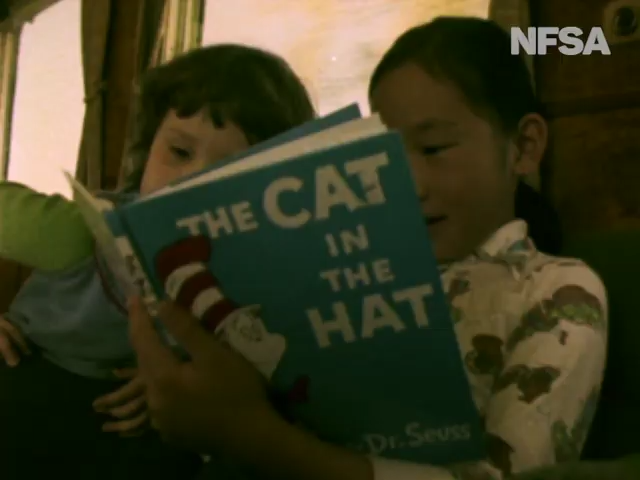 NFSA
THE CAT
IN
THE
HAT
Dr. Seuss